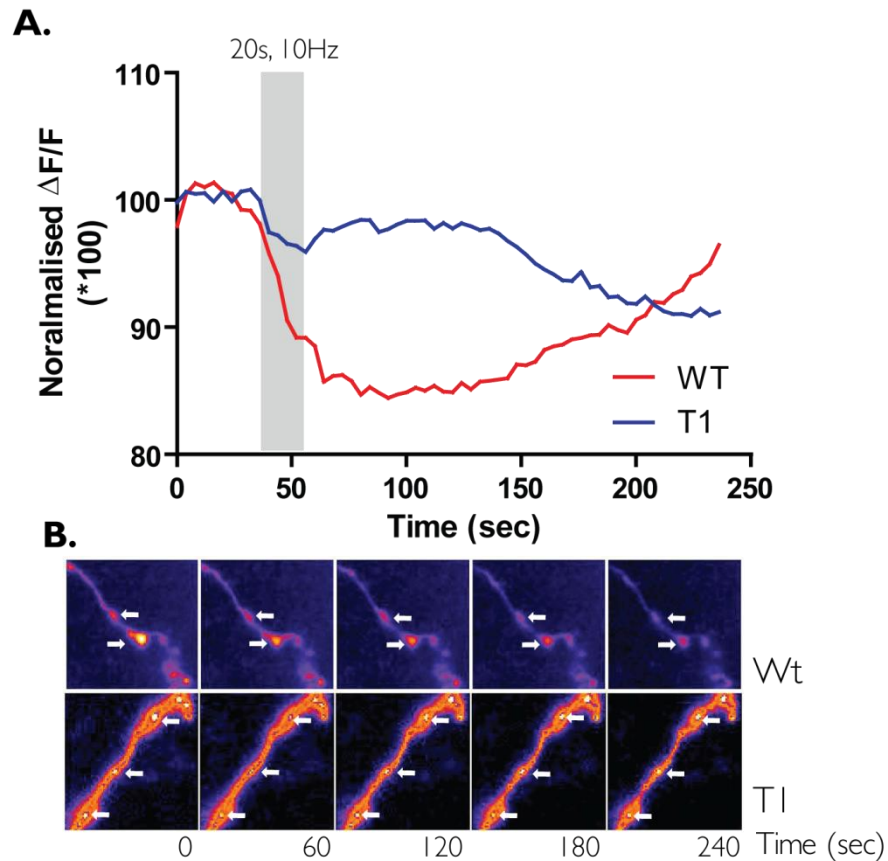 A.
20s, 10Hz
Noralmalised ΔF/F
(*100)
110
100
90
80
WT
T1
0 50 100 150 200 250
Time (sec)
B.
Wt
T1
0 60 120 180 240 Time (sec)